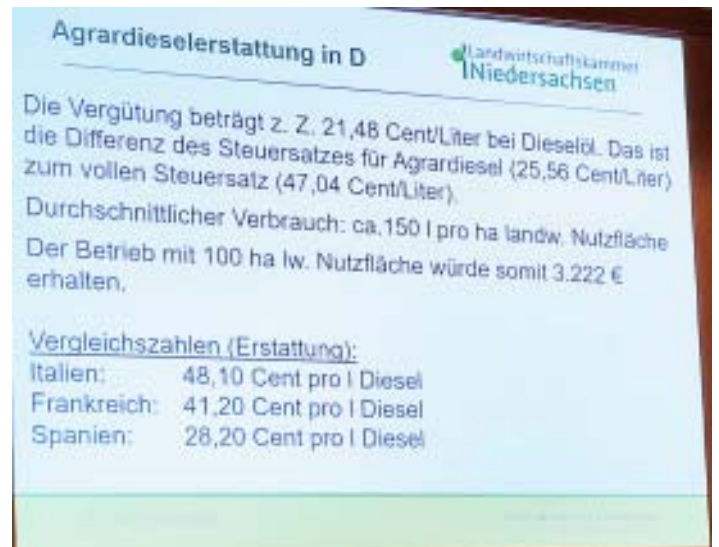 Agrardieselerstattung in D
Landwirtschaftskammer
Niedersachsen
Die Vergütung beträgt z. Z. 21,48 Cent/Liter bei Dieselöl. Das ist
die Differenz des Steuersatzes für Agrardiesel (25,56 Cent/Liter)
zum vollen Steuersatz (47,04 Cent/Liter).
Durchschnittlicher Verbrauch: ca.150 l pro ha landw. Nutzfläche
Der Betrieb mit 100 ha lw. Nutzfläche würde somit 3.222 €
erhalten.
Vergleichszahlen (Erstattung):
Italien: 48,10 Cent pro l Diesel
Frankreich: 41,20 Cent pro l Diesel
Spanien: 28,20 Cent pro l Diesel